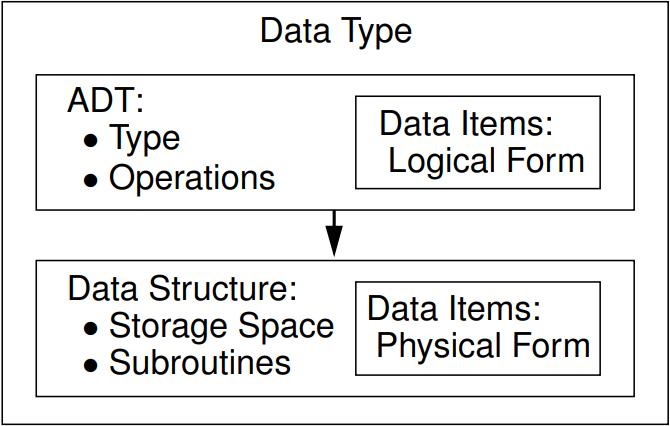 Data Type
ADT:
• Type
• Operations
Data Items:
Logical Form
Data Structure:
• Storage Space
• Subroutines
Data Items:
Physical Form